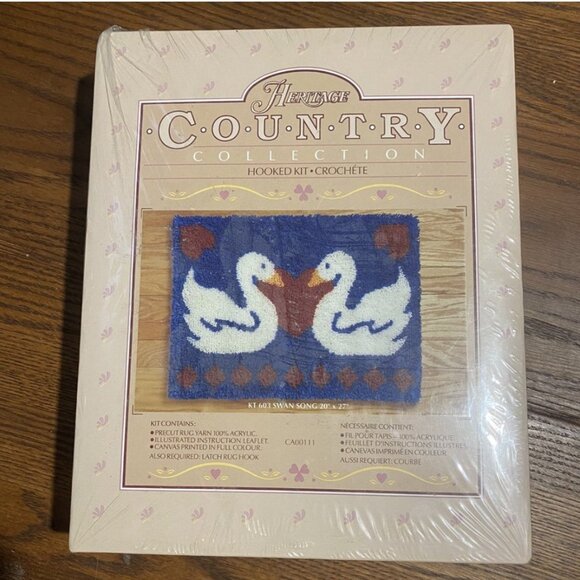 HERITAGE
·C·O·U·N·T·R·Y·
COLLECTION
HOOKED KIT • CROCHÉTE
KT 603 SWAN SONG 20" x 27"
KIT CONTAINS:
• PRECUT RUG YARN 100% ACRYLIC.
• ILLUSTRATED INSTRUCTION LEAFLET.
• CANVAS PRINTED IN FULL COLOUR.
ALSO REQUIRED: LATCH RUG HOOK
CA00111
NÉCESSAIRE CONTIENT:
• FIL POUR TAPIS – 100% ACRYLIQUE
• FEUILLET D'INSTRUCTIONS ILLUSTRÉS
• CANEVAS IMPRIMÉ EN COULEUR
AUSSI REQUIERT: COURBE